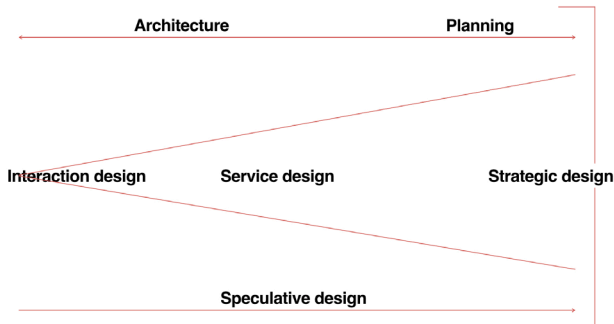 Architecture
Planning
Interaction design
Service design
Strategic design
Speculative design